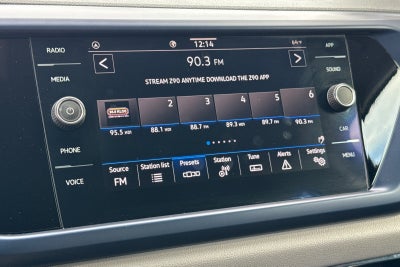 RADIO
12:14
64°F
APP
90.3 FM
MEDIA
SOUND
STREAM Z90 ANYTIME DOWNLOAD THE Z90 APP
2 3 4 5 6
95.5 88.1 88.7 89.3 89.7 90.3
PHONE
CAR
VOICE
MENU
Source Station list Presets Station Tune Alerts Settings
FM